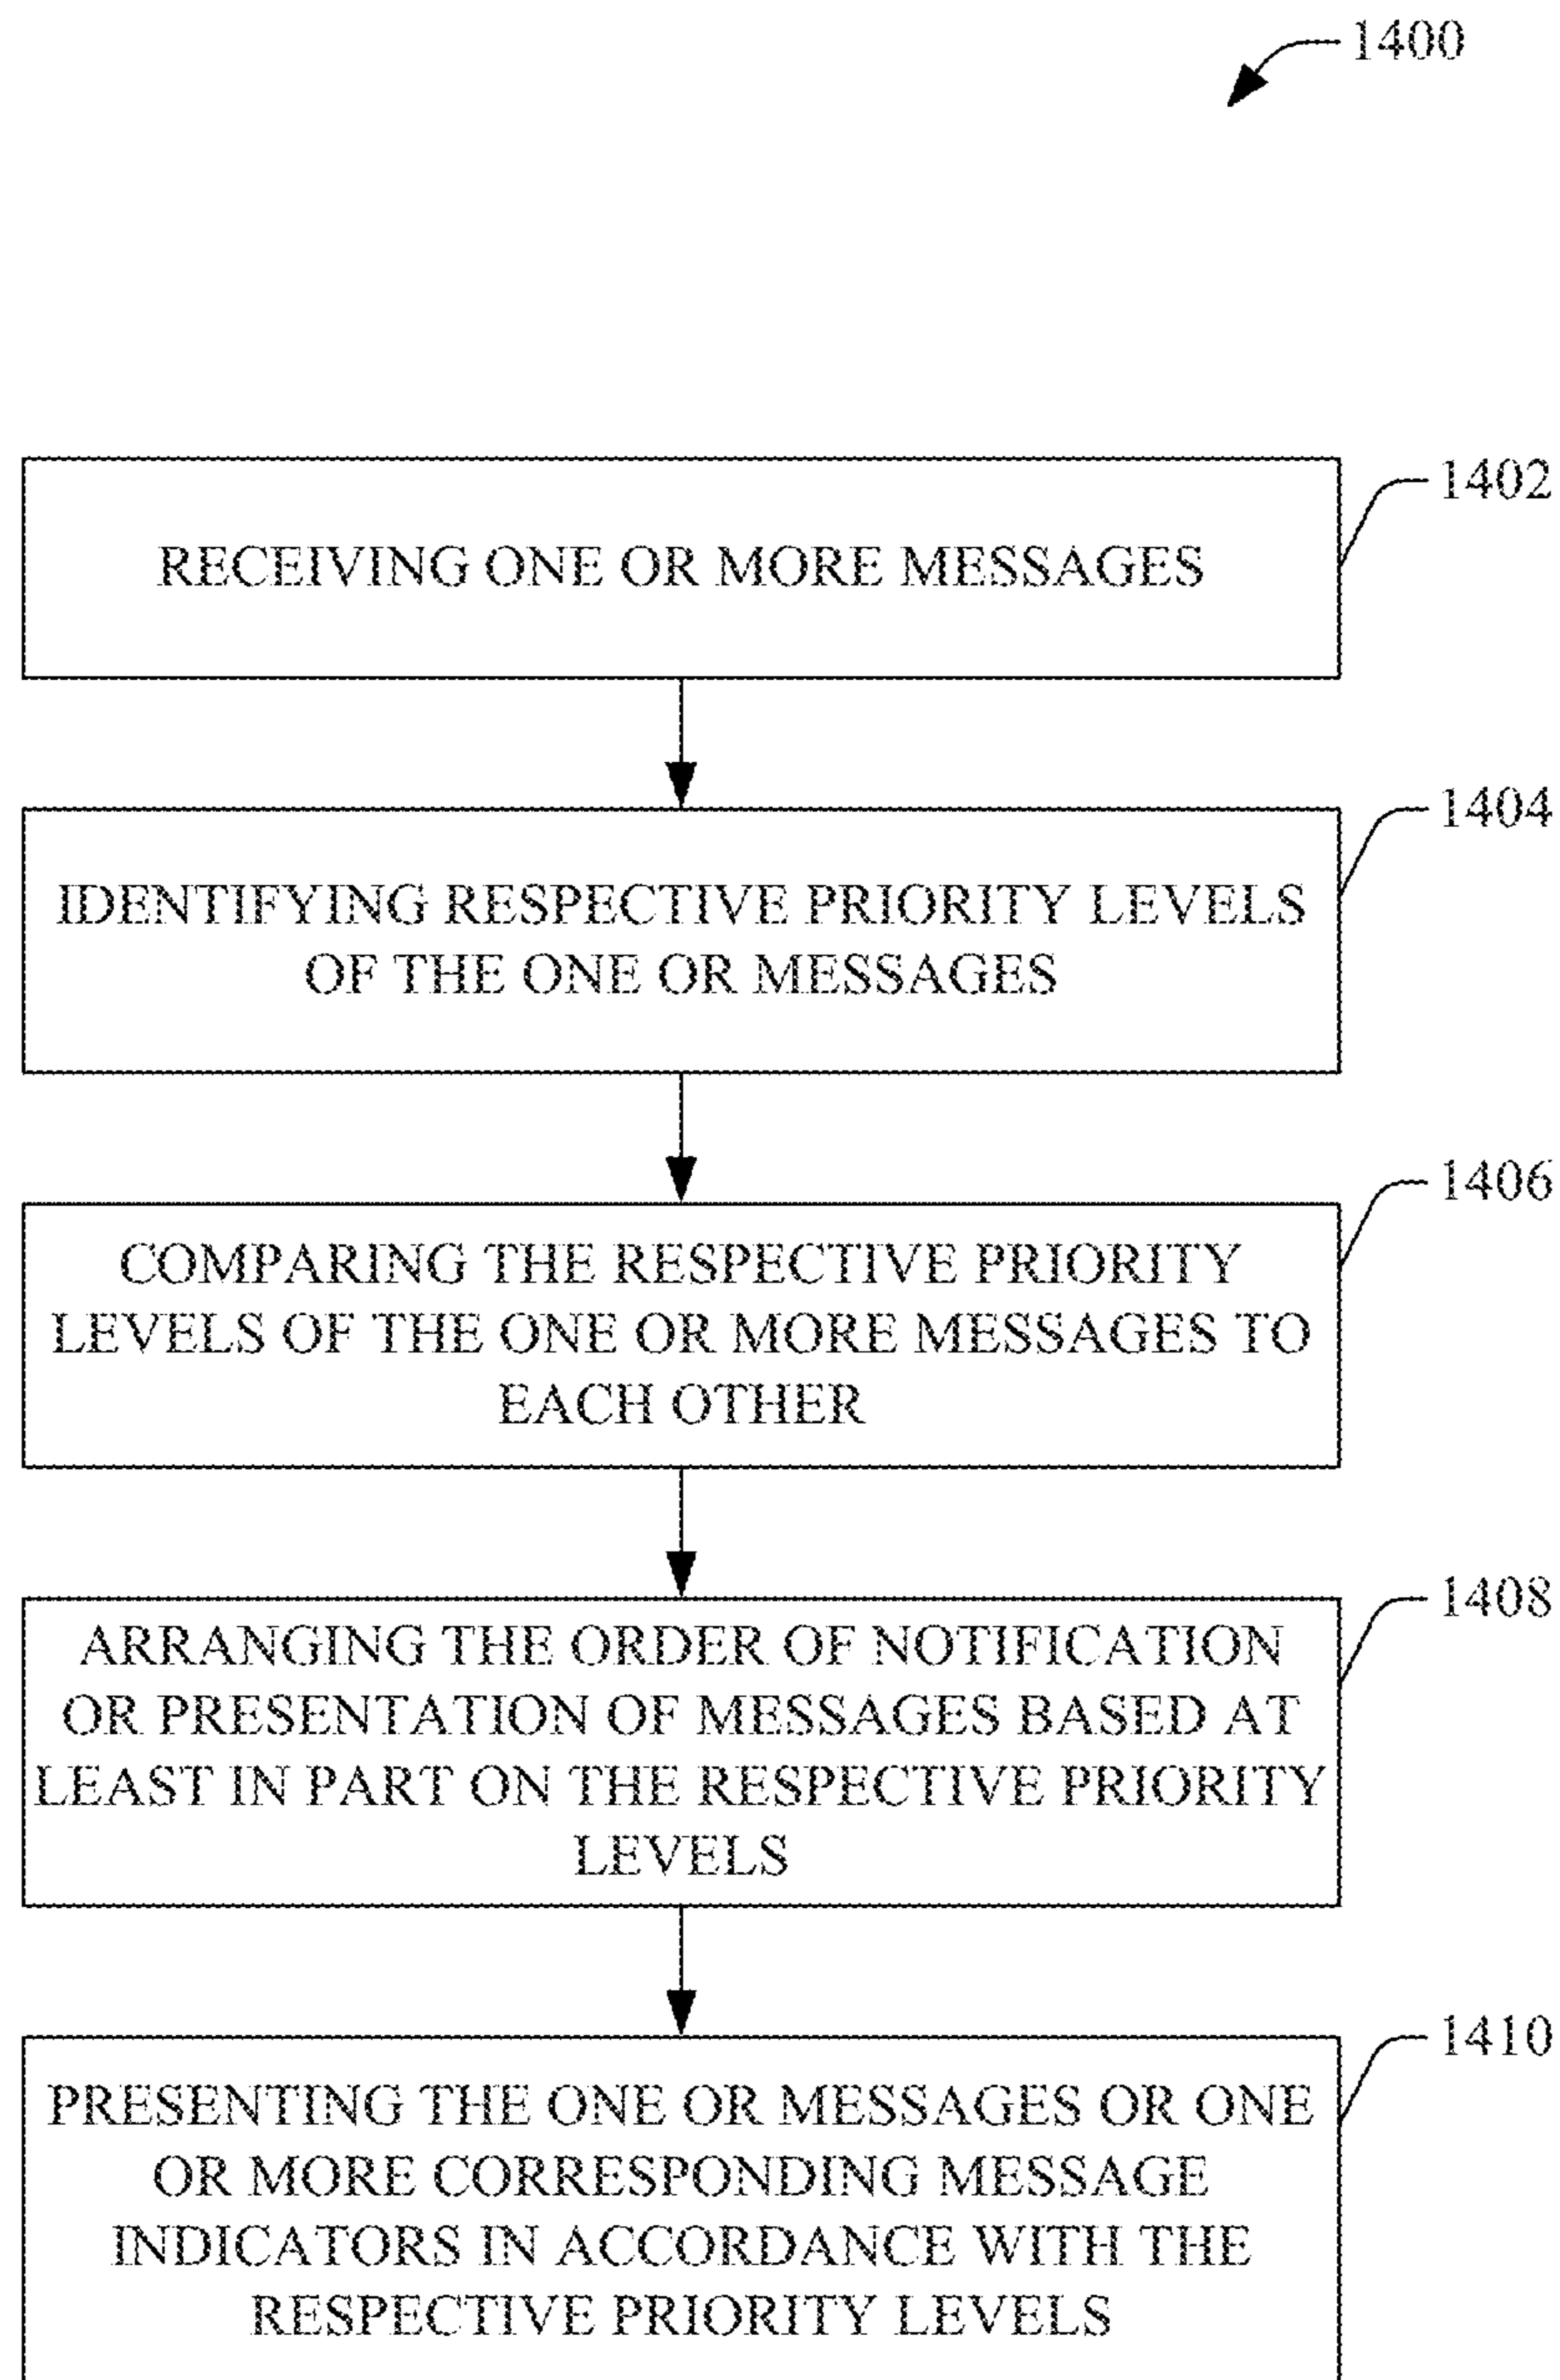 1400
1402
RECEIVING ONE OR MORE MESSAGES
1404
IDENTIFYING RESPECTIVE PRIORITY LEVELS
OF THE ONE OR MESSAGES
1406
COMPARING THE RESPECTIVE PRIORITY
LEVELS OF THE ONE OR MORE MESSAGES TO
EACH OTHER
1408
ARRANGING THE ORDER OF NOTIFICATION
OR PRESENTATION OF MESSAGES BASED AT
LEAST IN PART ON THE RESPECTIVE PRIORITY
LEVELS
1410
PRESENTING THE ONE OR MESSAGES OR ONE
OR MORE CORRESPONDING MESSAGE
INDICATORS IN ACCORDANCE WITH THE
RESPECTIVE PRIORITY LEVELS